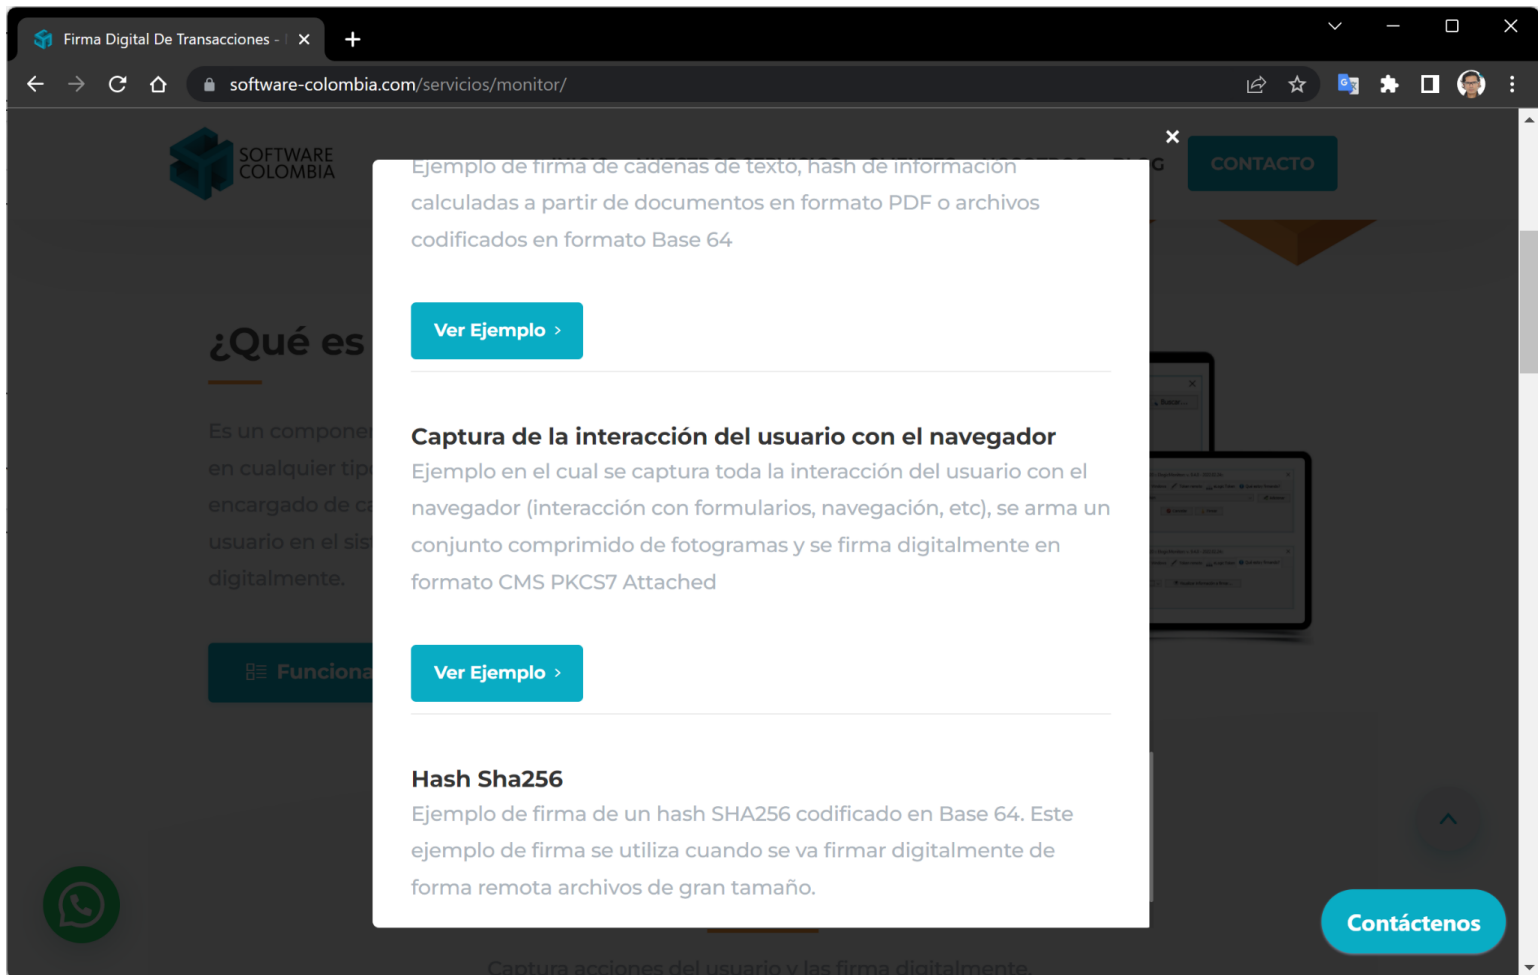 Firma Digital De Transacciones -
software-colombia.com/servicios/monitor/
SOFTWARE
COLOMBIA
CONTACTO
Ejemplo de firma de cadenas de texto, hash de información
calculadas a partir de documentos en formato PDF o archivos
codificados en formato Base 64
Ver Ejemplo >
¿Qué es
Es un compone
en cualquier tip
encargado de ca
usuario en el sis
digitalmente.
Funciona
Captura de la interacción del usuario con el navegador
Ejemplo en el cual se captura toda la interacción del usuario con el
navegador (interacción con formularios, navegación, etc), se arma un
conjunto comprimido de fotogramas y se firma digitalmente en
formato CMS PKCS7 Attached
Ver Ejemplo >
Hash Sha256
Ejemplo de firma de un hash SHA256 codificado en Base 64. Este
ejemplo de firma se utiliza cuando se va firmar digitalmente de
forma remota archivos de gran tamaño.
Contáctenos
Captura acciones del usuario y las firma digitalmente.